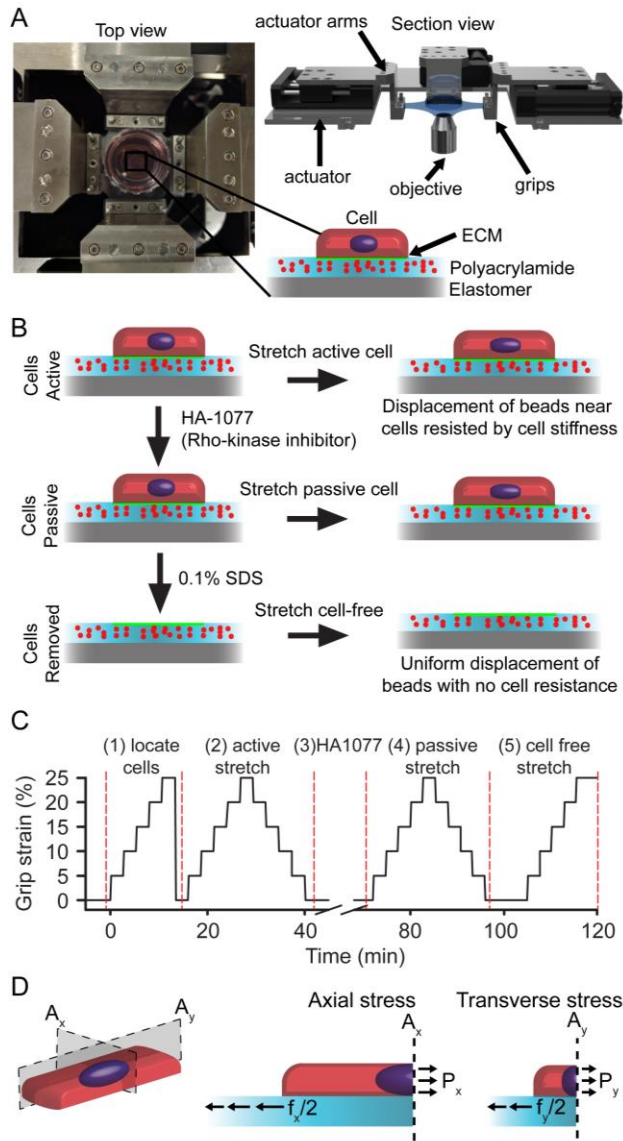 A
Top view
actuator arms
Section view
actuator
objective
grips
Cell
ECM
Polyacrylamide
Elastomer
B
Cells
Active
Stretch active cell
Displacement of beads near
cells resisted by cell stiffness
HA-1077
(Rho-kinase inhibitor)
Cells
Passive
Stretch passive cell
0.1% SDS
Cells
Removed
Stretch cell-free
Uniform displacement of
beads with no cell resistance
C
(1) locate
cells
(2) active
stretch
(3)HA1077
(4) passive
stretch
(5) cell free
stretch
Grip strain (%)
25
20
15
10
5
0
0 20 40 80 100 120
Time (min)
D
Ax
Ay
Axial stress
Ax
Px
fx/2
Transverse stress
Ay
Py
fy/2